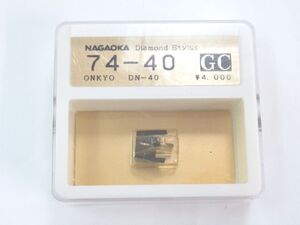 NAGAOKA Diamond Stylus
74-40 GC
ONKYO DN-40 ¥4,000